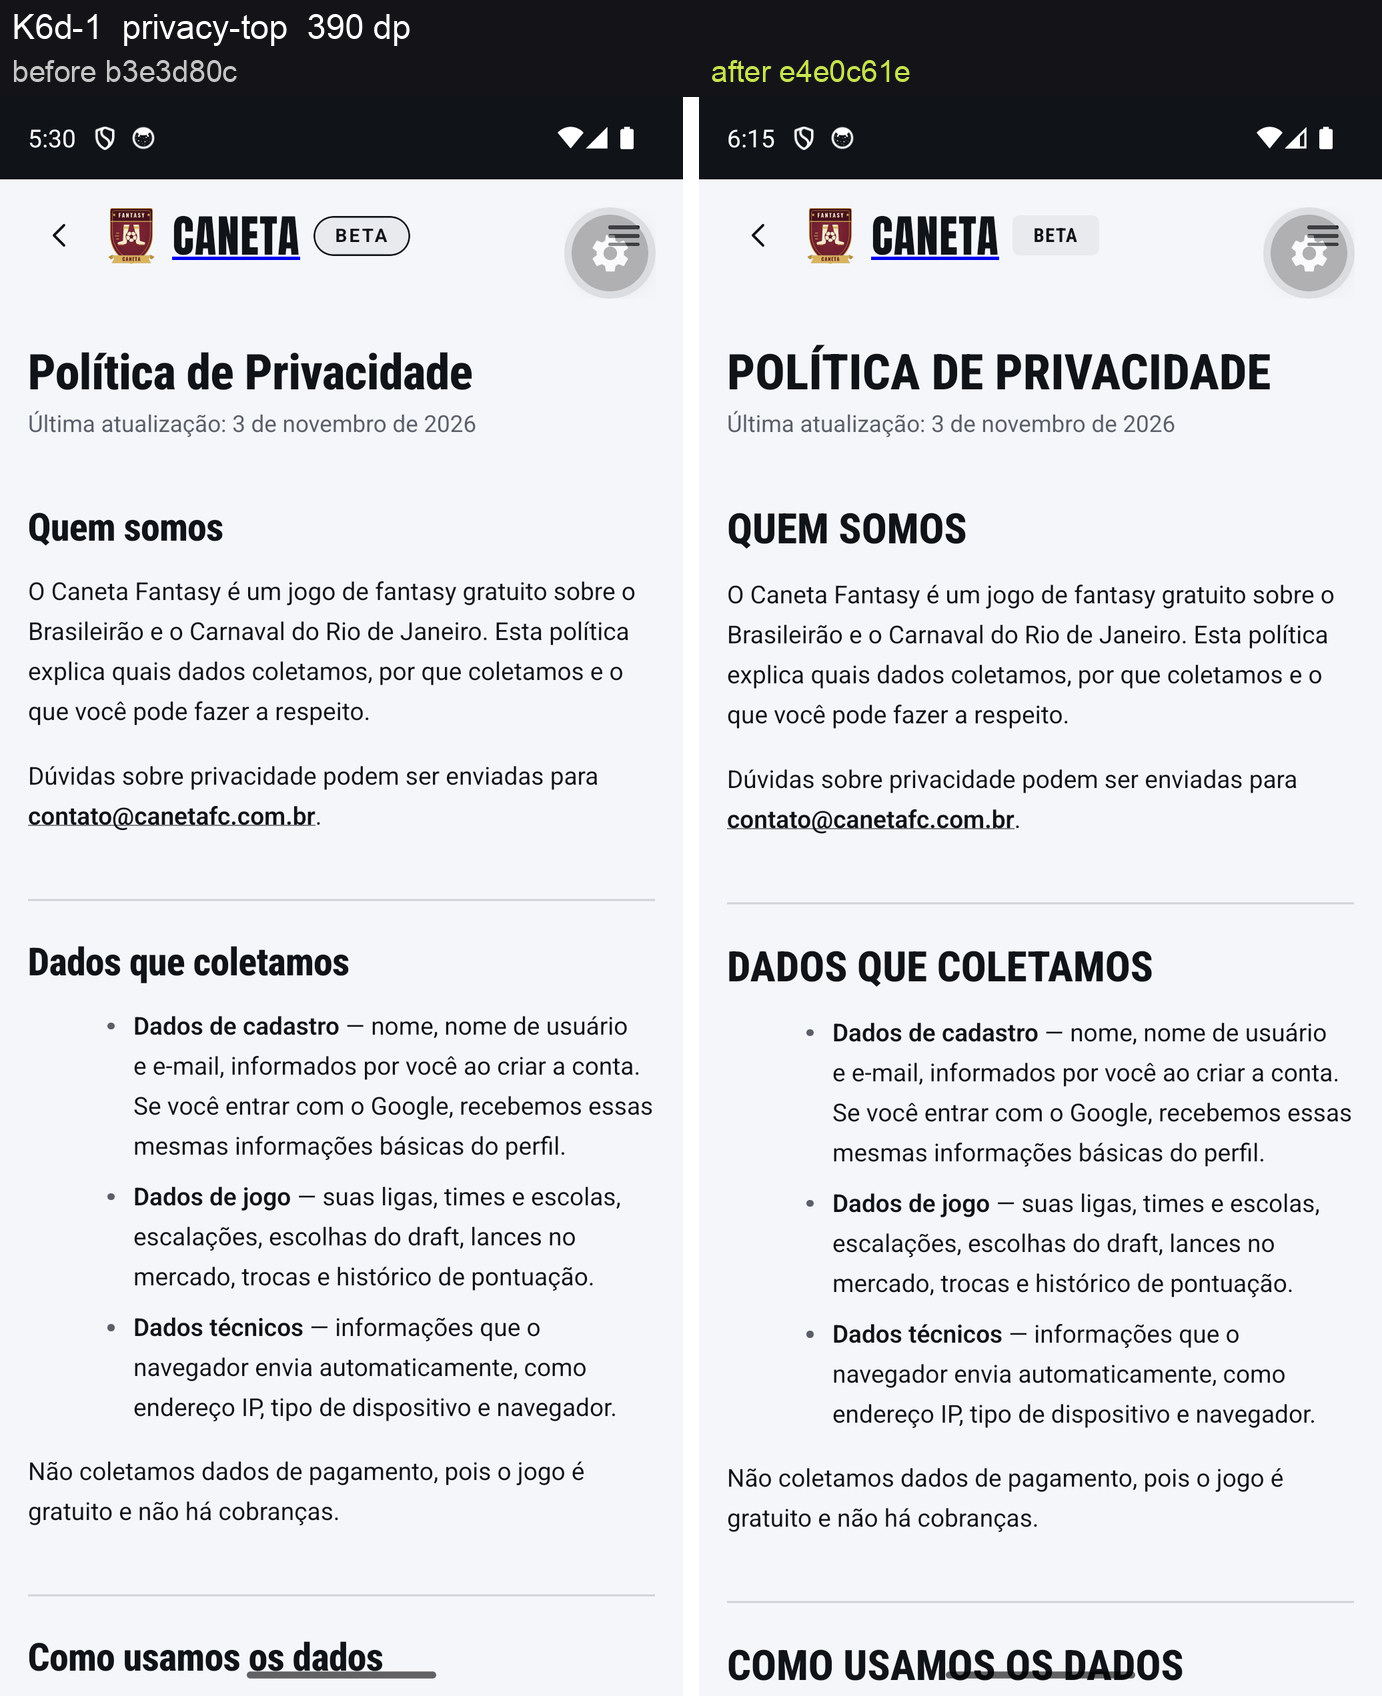 K6d-1 privacy-top 390 dp
before b3e3d80c
after e4e0c61e
5:30
FANTASY
CANETA
CANETA
BETA
Política de Privacidade
Última atualização: 3 de novembro de 2026
Quem somos
O Caneta Fantasy é um jogo de fantasy gratuito sobre o
Brasileirão e o Carnaval do Rio de Janeiro. Esta política
explica quais dados coletamos, por que coletamos e o
que você pode fazer a respeito.
Dúvidas sobre privacidade podem ser enviadas para
contato@canetafc.com.br.
Dados que coletamos
• Dados de cadastro — nome, nome de usuário
e e-mail, informados por você ao criar a conta.
Se você entrar com o Google, recebemos essas
mesmas informações básicas do perfil.
• Dados de jogo — suas ligas, times e escolas,
escalações, escolhas do draft, lances no
mercado, trocas e histórico de pontuação.
• Dados técnicos — informações que o
navegador envia automaticamente, como
endereço IP, tipo de dispositivo e navegador.
Não coletamos dados de pagamento, pois o jogo é
gratuito e não há cobranças.
Como usamos os dados
6:15
FANTASY
CANETA
CANETA
BETA
POLÍTICA DE PRIVACIDADE
Última atualização: 3 de novembro de 2026
QUEM SOMOS
O Caneta Fantasy é um jogo de fantasy gratuito sobre o
Brasileirão e o Carnaval do Rio de Janeiro. Esta política
explica quais dados coletamos, por que coletamos e o
que você pode fazer a respeito.
Dúvidas sobre privacidade podem ser enviadas para
contato@canetafc.com.br.
DADOS QUE COLETAMOS
• Dados de cadastro — nome, nome de usuário
e e-mail, informados por você ao criar a conta.
Se você entrar com o Google, recebemos essas
mesmas informações básicas do perfil.
• Dados de jogo — suas ligas, times e escolas,
escalações, escolhas do draft, lances no
mercado, trocas e histórico de pontuação.
• Dados técnicos — informações que o
navegador envia automaticamente, como
endereço IP, tipo de dispositivo e navegador.
Não coletamos dados de pagamento, pois o jogo é
gratuito e não há cobranças.
COMO USAMOS OS DADOS